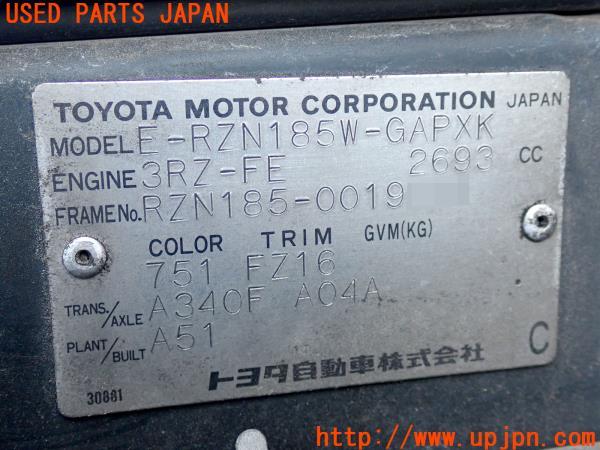 USED PARTS JAPAN
TOYOTA MOTOR CORPORATION JAPAN
MODEL E-RZN185W-GAPXK
ENGINE 3RZ-FE 2693 CC
FRAME No. RZN185-0019
COLOR TRIM GVM(KG)
751 FZ16
TRANS./AXLE A340F A04A
PLANT/BUILT A51
トヨタ自動車株式会社 C
30881
http://www.upjpn.com